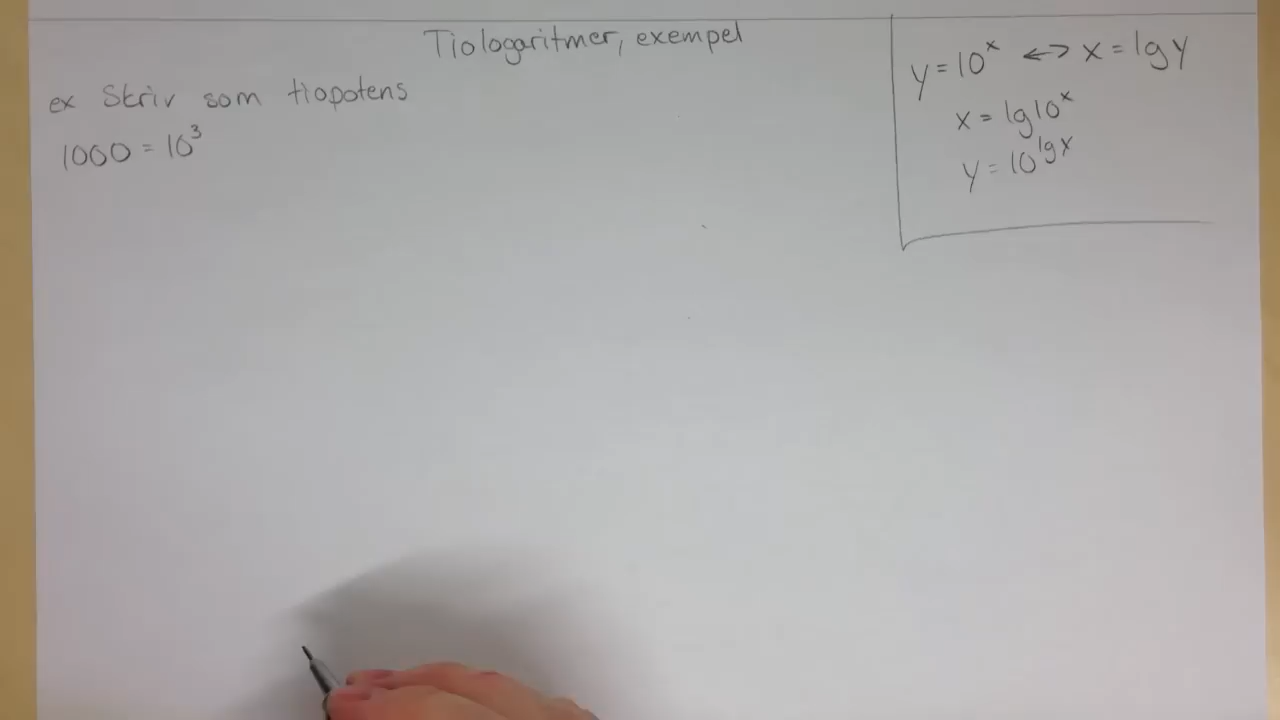 Tiologaritmer, exempel
ex Skriv som tiopotens
1000 = 10³
y = 10ˣ ↔ x = lg y
x = lg 10ˣ
y = 10^lg x